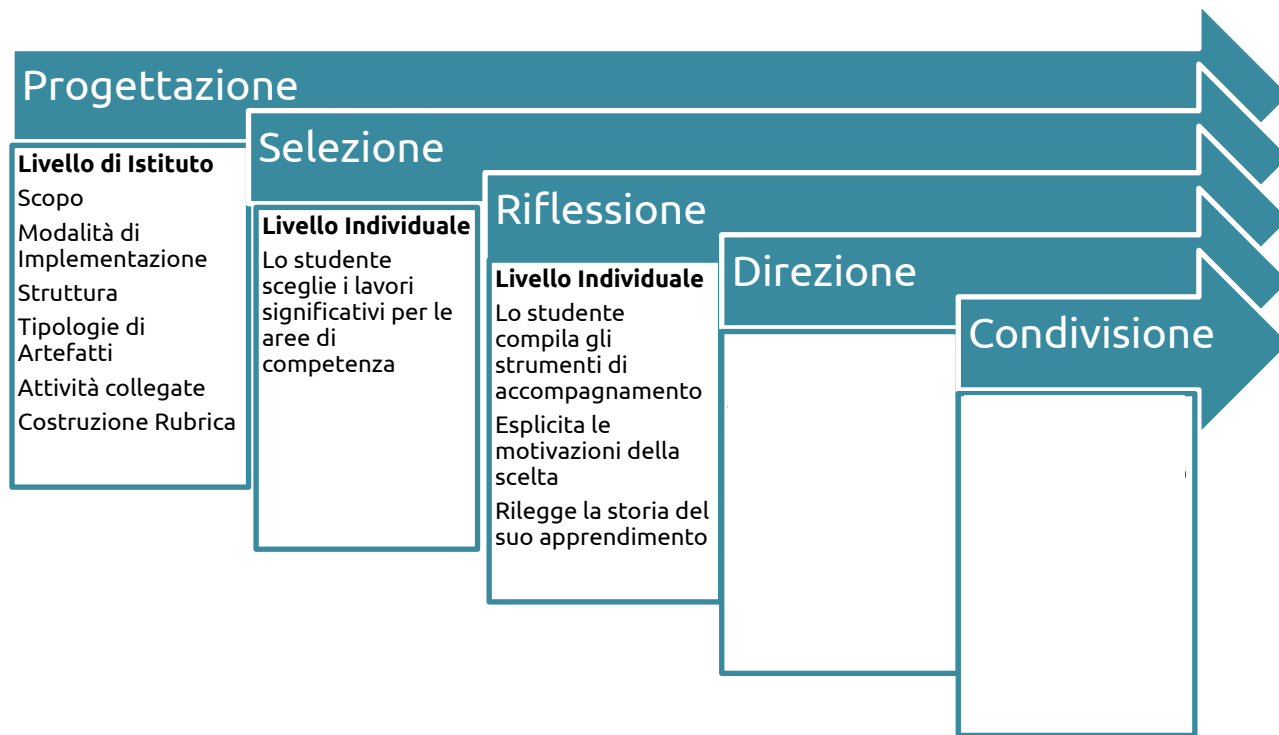 Progettazione
Livello di Istituto
Scopo
Modalità di
Implementazione
Struttura
Tipologie di
Artefatti
Attività collegate
Costruzione Rubrica
Selezione
Livello Individuale
Lo studente
sceglie i lavori
significativi per le
aree di
competenza
Riflessione
Livello Individuale
Lo studente
compila gli
strumenti di
accompagnamento
Esplicita le
motivazioni della
scelta
Rilegge la storia del
suo apprendimento
Direzione
Condivisione